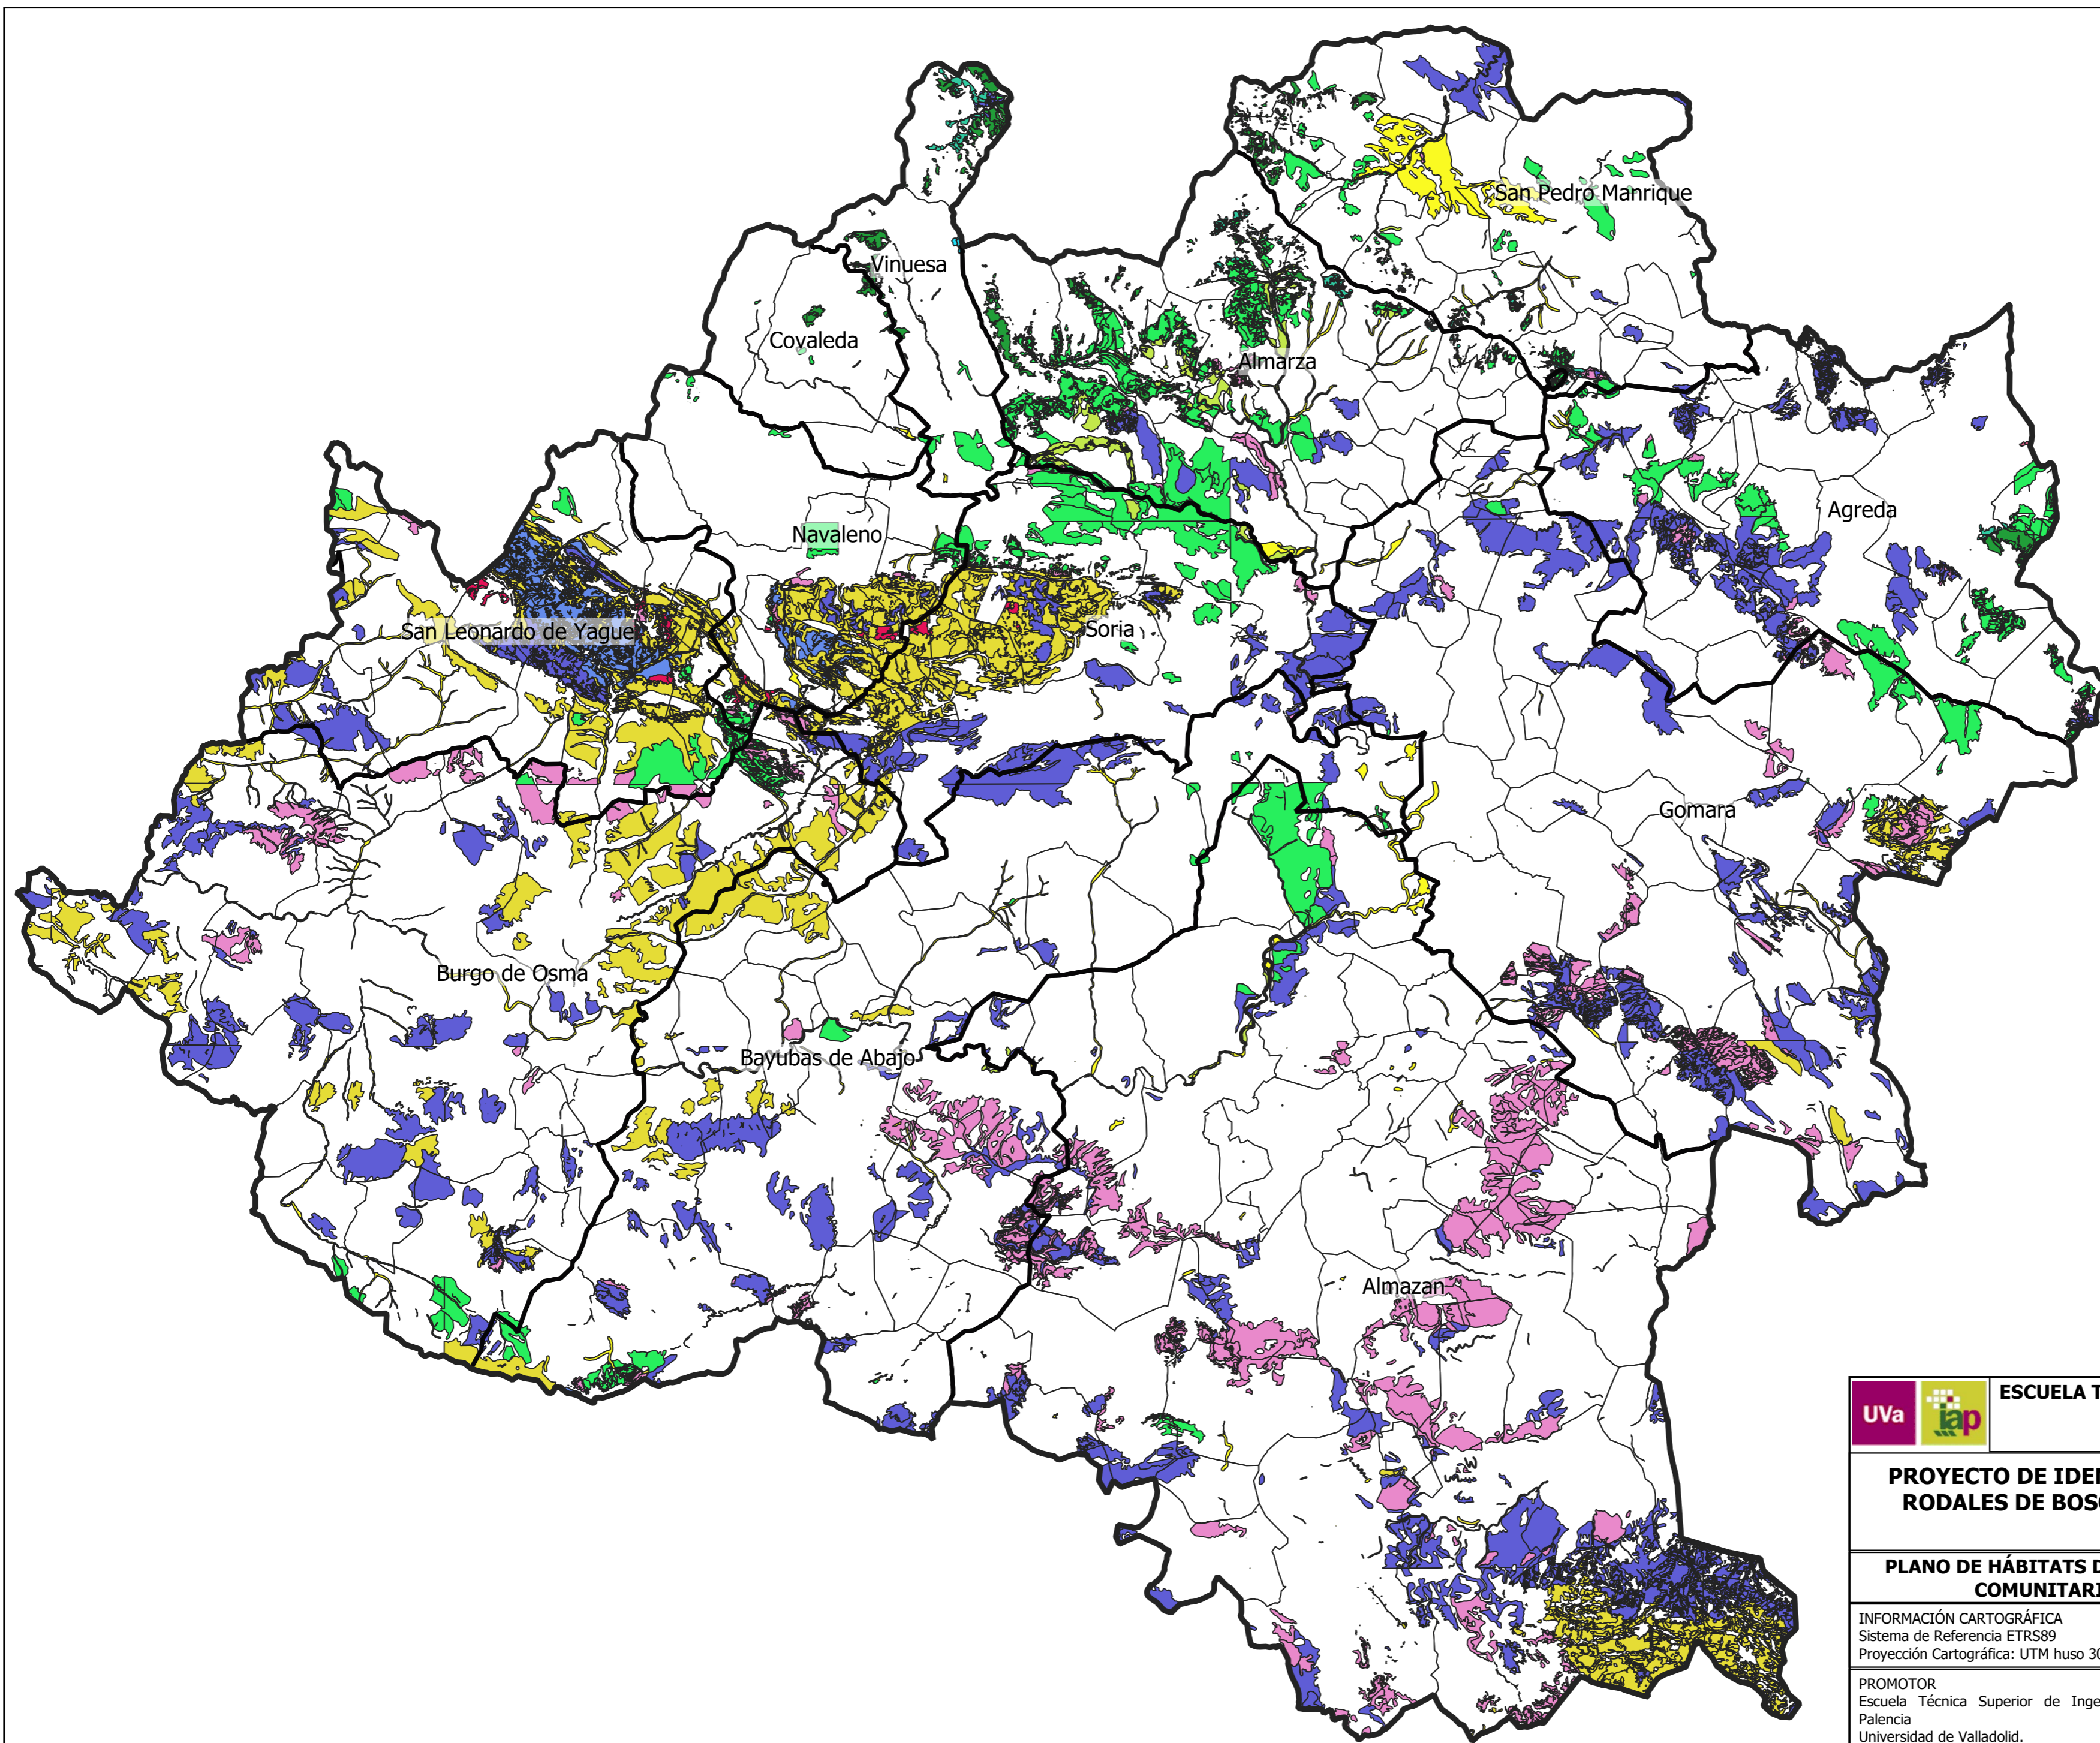 San Pedro Manrique
Vinuesa
Covaleda
Almarza
Agreda
Navaleno
San Leonardo de Yague
Soria
Gomara
Burgo de Osma
Bayubas de Abajo
Almazan
UVa
iap
ESCUELA T
PROYECTO DE IDE
RODALES DE BOS
PLANO DE HÁBITATS D
COMUNITARI
INFORMACIÓN CARTOGRÁFICA
Sistema de Referencia ETRS89
Proyección Cartográfica: UTM huso 30
PROMOTOR
Escuela Técnica Superior de Inge
Palencia
Universidad de Valladolid.